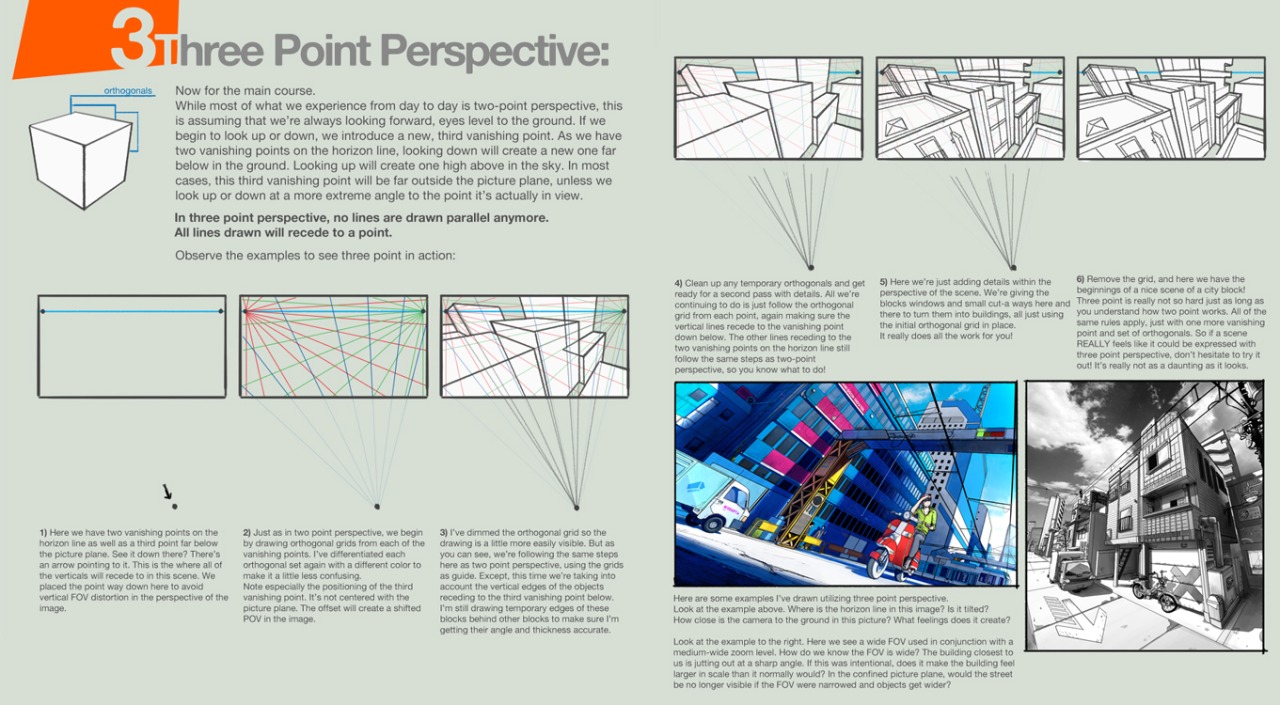 3 Three Point Perspective:
orthogonals
Now for the main course.
While most of what we experience from day to day is two-point perspective, this
is assuming that we're always looking forward, eyes level to the ground. If we
begin to look up or down, we introduce a new, third vanishing point. As we have
two vanishing points on the horizon line, looking down will create a new one far
below in the ground. Looking up will create one high above in the sky. In most
cases, this third vanishing point will be far outside the picture plane, unless we
look up or down at a more extreme angle to the point it's actually in view.
In three point perspective, no lines are drawn parallel anymore.
All lines drawn will recede to a point.
Observe the examples to see three point in action:
1) Here we have two vanishing points on the
horizon line as well as a third point far below
the picture plane. See it down there? There's
an arrow pointing to it. This is the where all of
the verticals will recede to in this scene. We
placed the point way down here to avoid
vertical FOV distortion in the perspective of the
image.
2) Just as in two point perspective, we begin
by drawing orthogonal grids from each of the
vanishing points. I've differentiated each
orthogonal set again with a different color to
make it a little less confusing.
Note especially the positioning of the third
vanishing point. It's not centered with the
picture plane. The offset will create a shifted
POV in the image.
3) I've dimmed the orthogonal grid so the
drawing is a little more easily visible. But as
you can see, we're following the same steps
here as two point perspective, using the grids
as guide. Except, this time we're taking into
account the vertical edges of the objects
receding to the third vanishing point below.
I'm still drawing temporary edges of these
blocks behind other blocks to make sure I'm
getting their angle and thickness accurate.
4) Clean up any temporary orthogonals and get
ready for a second pass with details. All we're
continuing to do is just follow the orthogonal
grid from each point, again making sure the
vertical lines recede to the vanishing point
down below. The other lines receding to the
two vanishing points on the horizon line still
follow the same steps as two-point
perspective, so you know what to do!
5) Here we're just adding details within the
perspective of the scene. We're giving the
blocks windows and small cut-a ways here and
there to turn them into buildings, all just using
the initial orthogonal grid in place.
It really does all the work for you!
6) Remove the grid, and here we have the
beginnings of a nice scene of a city block!
Three point is really not so hard just as long as
you understand how two point works. All of the
same rules apply, just with one more vanishing
point and set of orthogonals. So if a scene
REALLY feels like it could be expressed with
three point perspective, don't hesitate to try it
out! It's really not as a daunting as it looks.
Here are some examples I've drawn utilizing three point perspective.
Look at the example above. Where is the horizon line in this image? Is it tilted?
How close is the camera to the ground in this picture? What feelings does it create?
Look at the example to the right. Here we see a wide FOV used in conjunction with a
medium-wide zoom level. How do we know the FOV is wide? The building closest to
us is jutting out at a sharp angle. If this was intentional, does it make the building feel
larger in scale than it normally would? In the confined picture plane, would the street
be no longer visible if the FOV were narrowed and objects get wider?